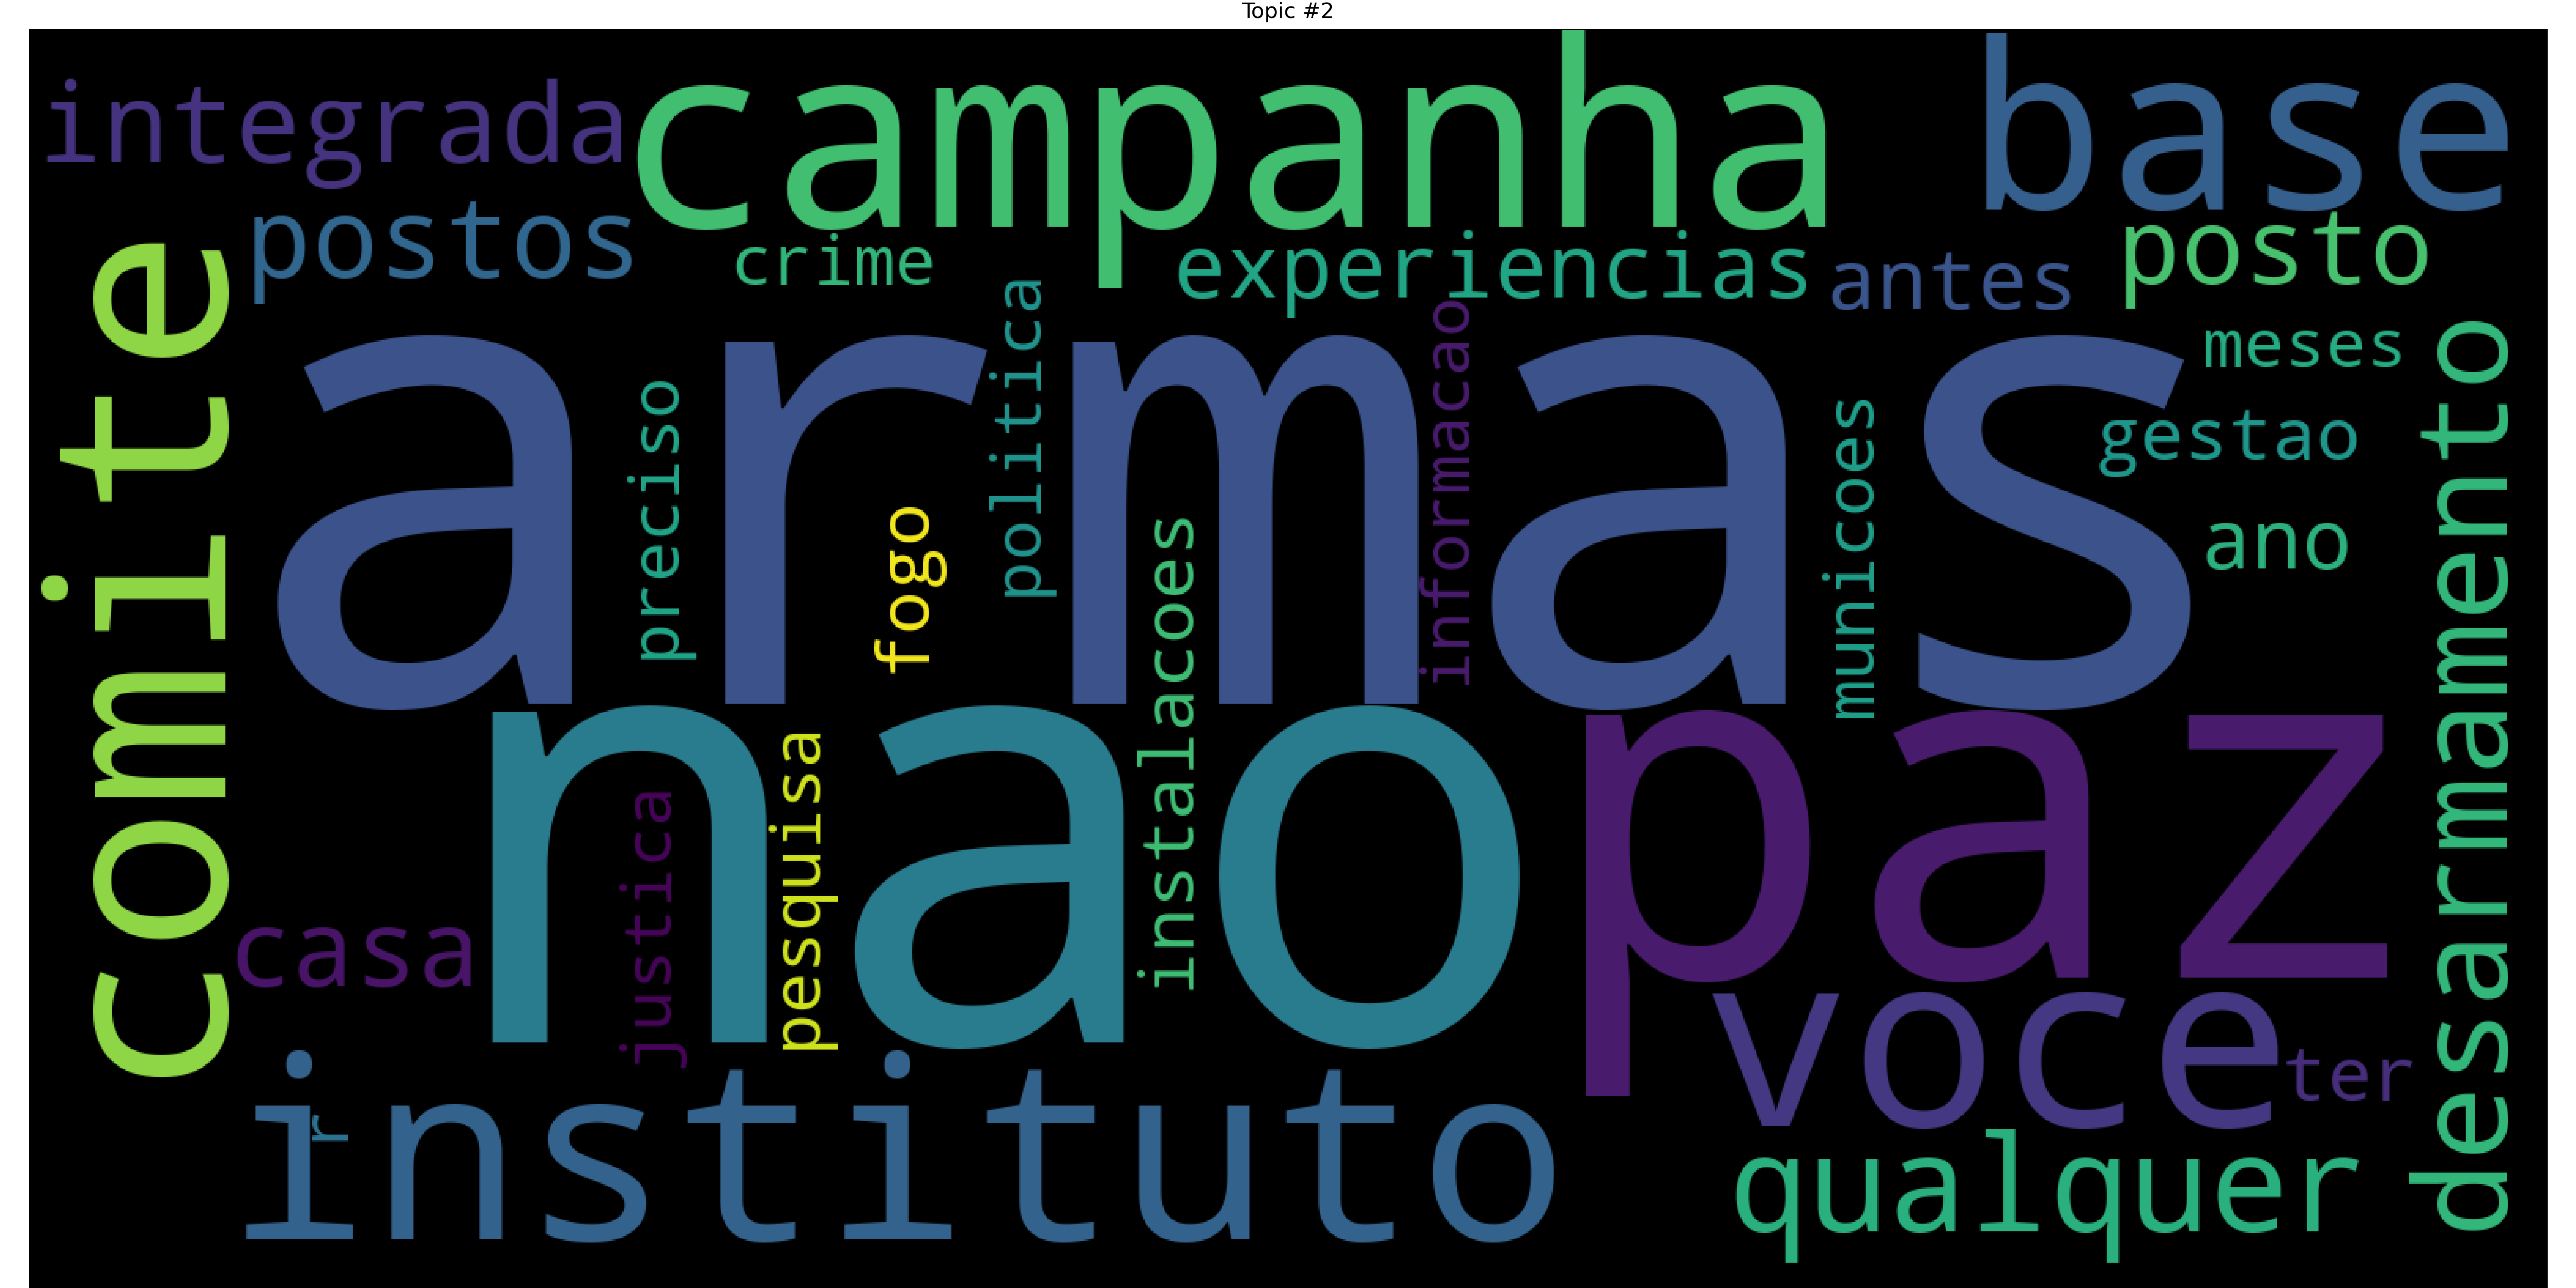 Topic #2
integrada
campanha
base
postos
crime
experiencias
antes
posto
comite
armas
meses
preciso
fogo
politica
informacao
municoes
gestao
ano
desarmamento
nao
paz
justica
pesquisa
instalacoes
casa
voce
ter
instituto
r
qualquer